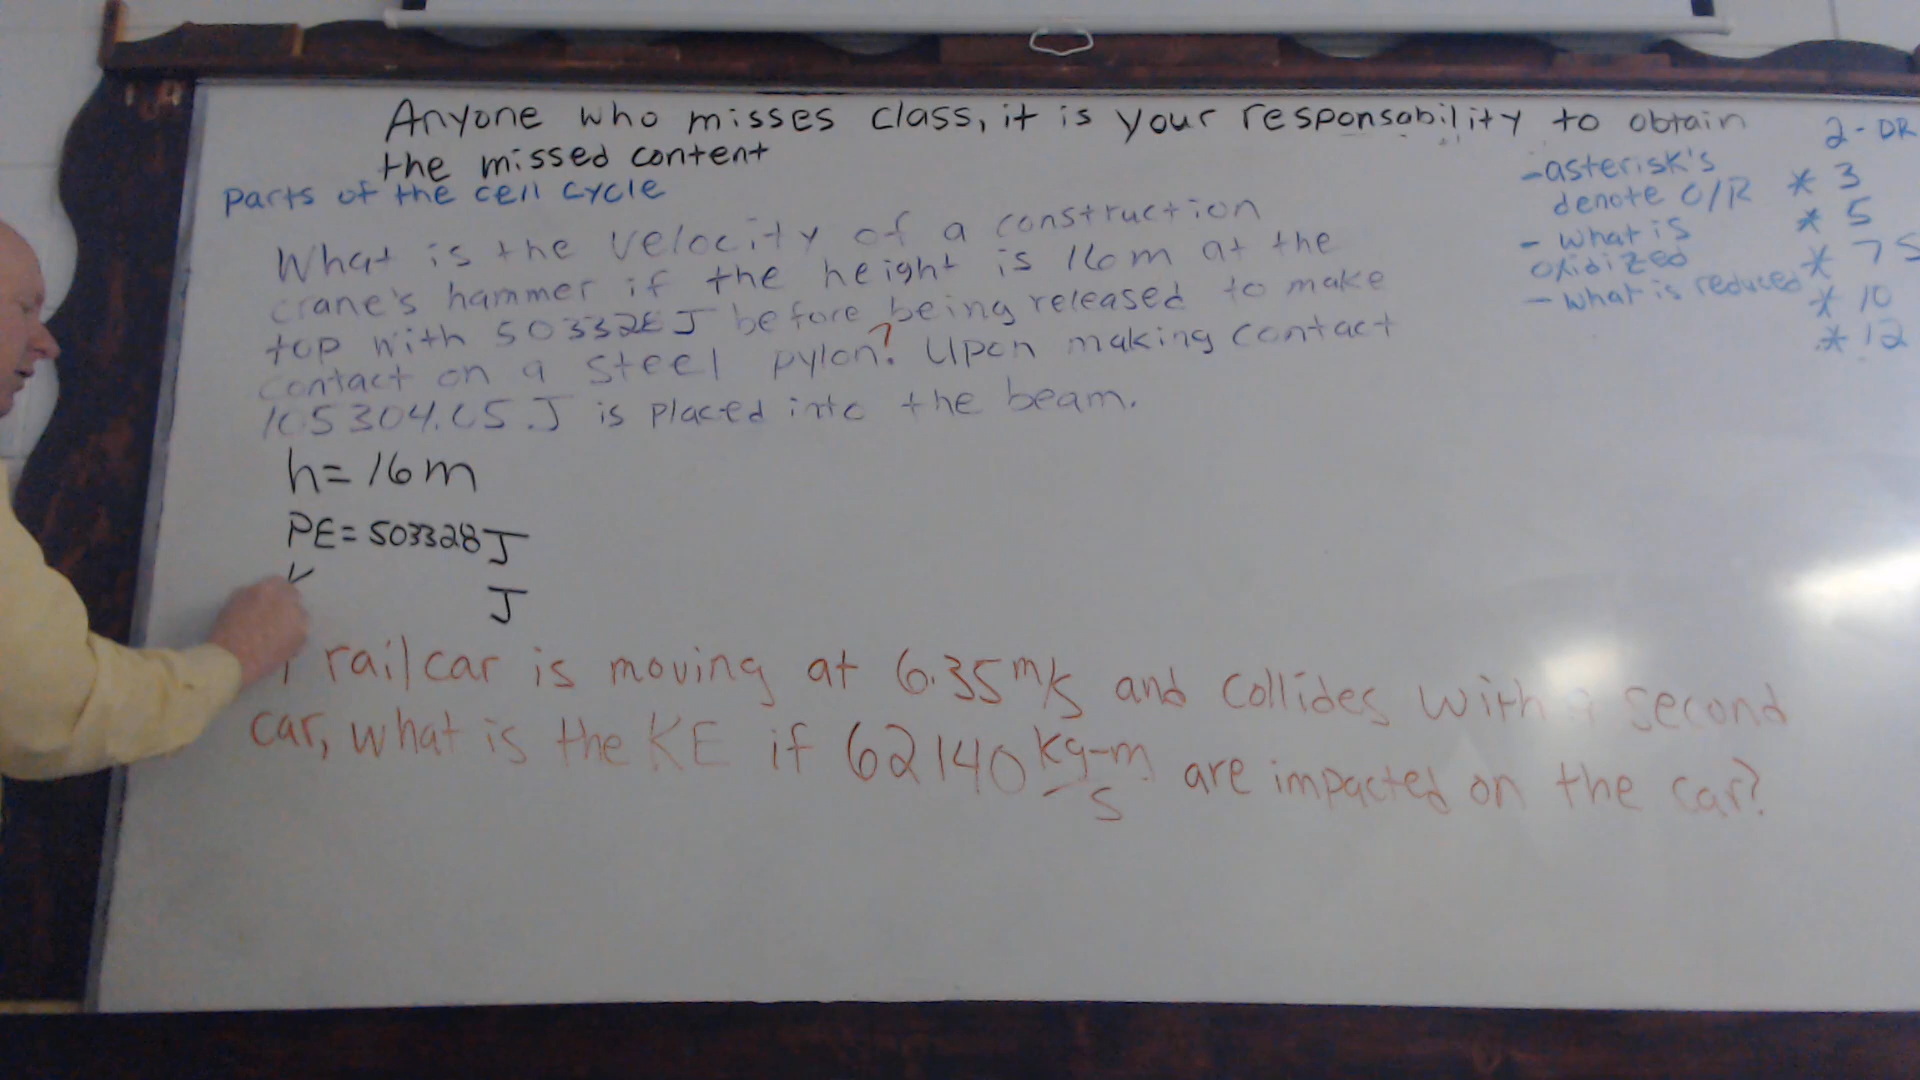 Anyone who misses class, it is your responsability to obtain
the missed content
Parts of the cell cycle
What is the velocity of a construction
crane's hammer if the height is 16m at the
top with 503328J before being released to make
contact on a steel pylon? Upon making contact
105304.05J is placed into the beam.
h=16m
PE=503328J
J
railcar is moving at 6.35m/s and collides with a second
car, what is the KE if 62140 kg-m/s are impacted on the car?
2-DR
-asterisk's
denote O/R
- what is
oxidized
- what is reduced
* 3
* 5
* 7 S
* 10
* 12